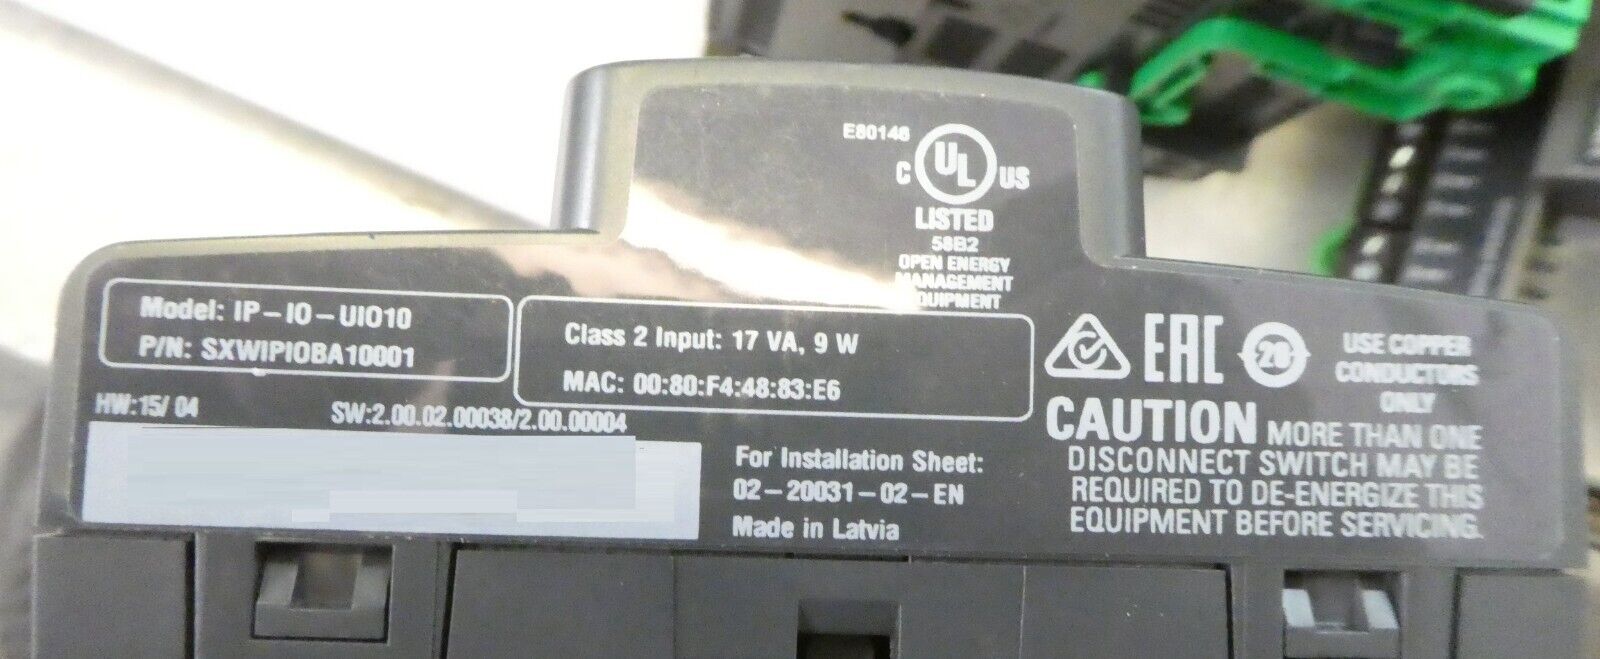 E80146
C UL US
LISTED
58B2
OPEN ENERGY
MANAGEMENT
EQUIPMENT
Model: IP-IO-UIO10
P/N: SXWIPIOBA10001
Class 2 Input: 17 VA, 9 W
MAC: 00:80:F4:48:83:E6
HW:15/ 04
SW:2.00.02.00038/2.00.00004
For Installation Sheet:
02-20031-02-EN
Made in Latvia
EAC
20
USE COPPER
CONDUCTORS
ONLY
CAUTION MORE THAN ONE
DISCONNECT SWITCH MAY BE
REQUIRED TO DE-ENERGIZE THIS
EQUIPMENT BEFORE SERVICING.